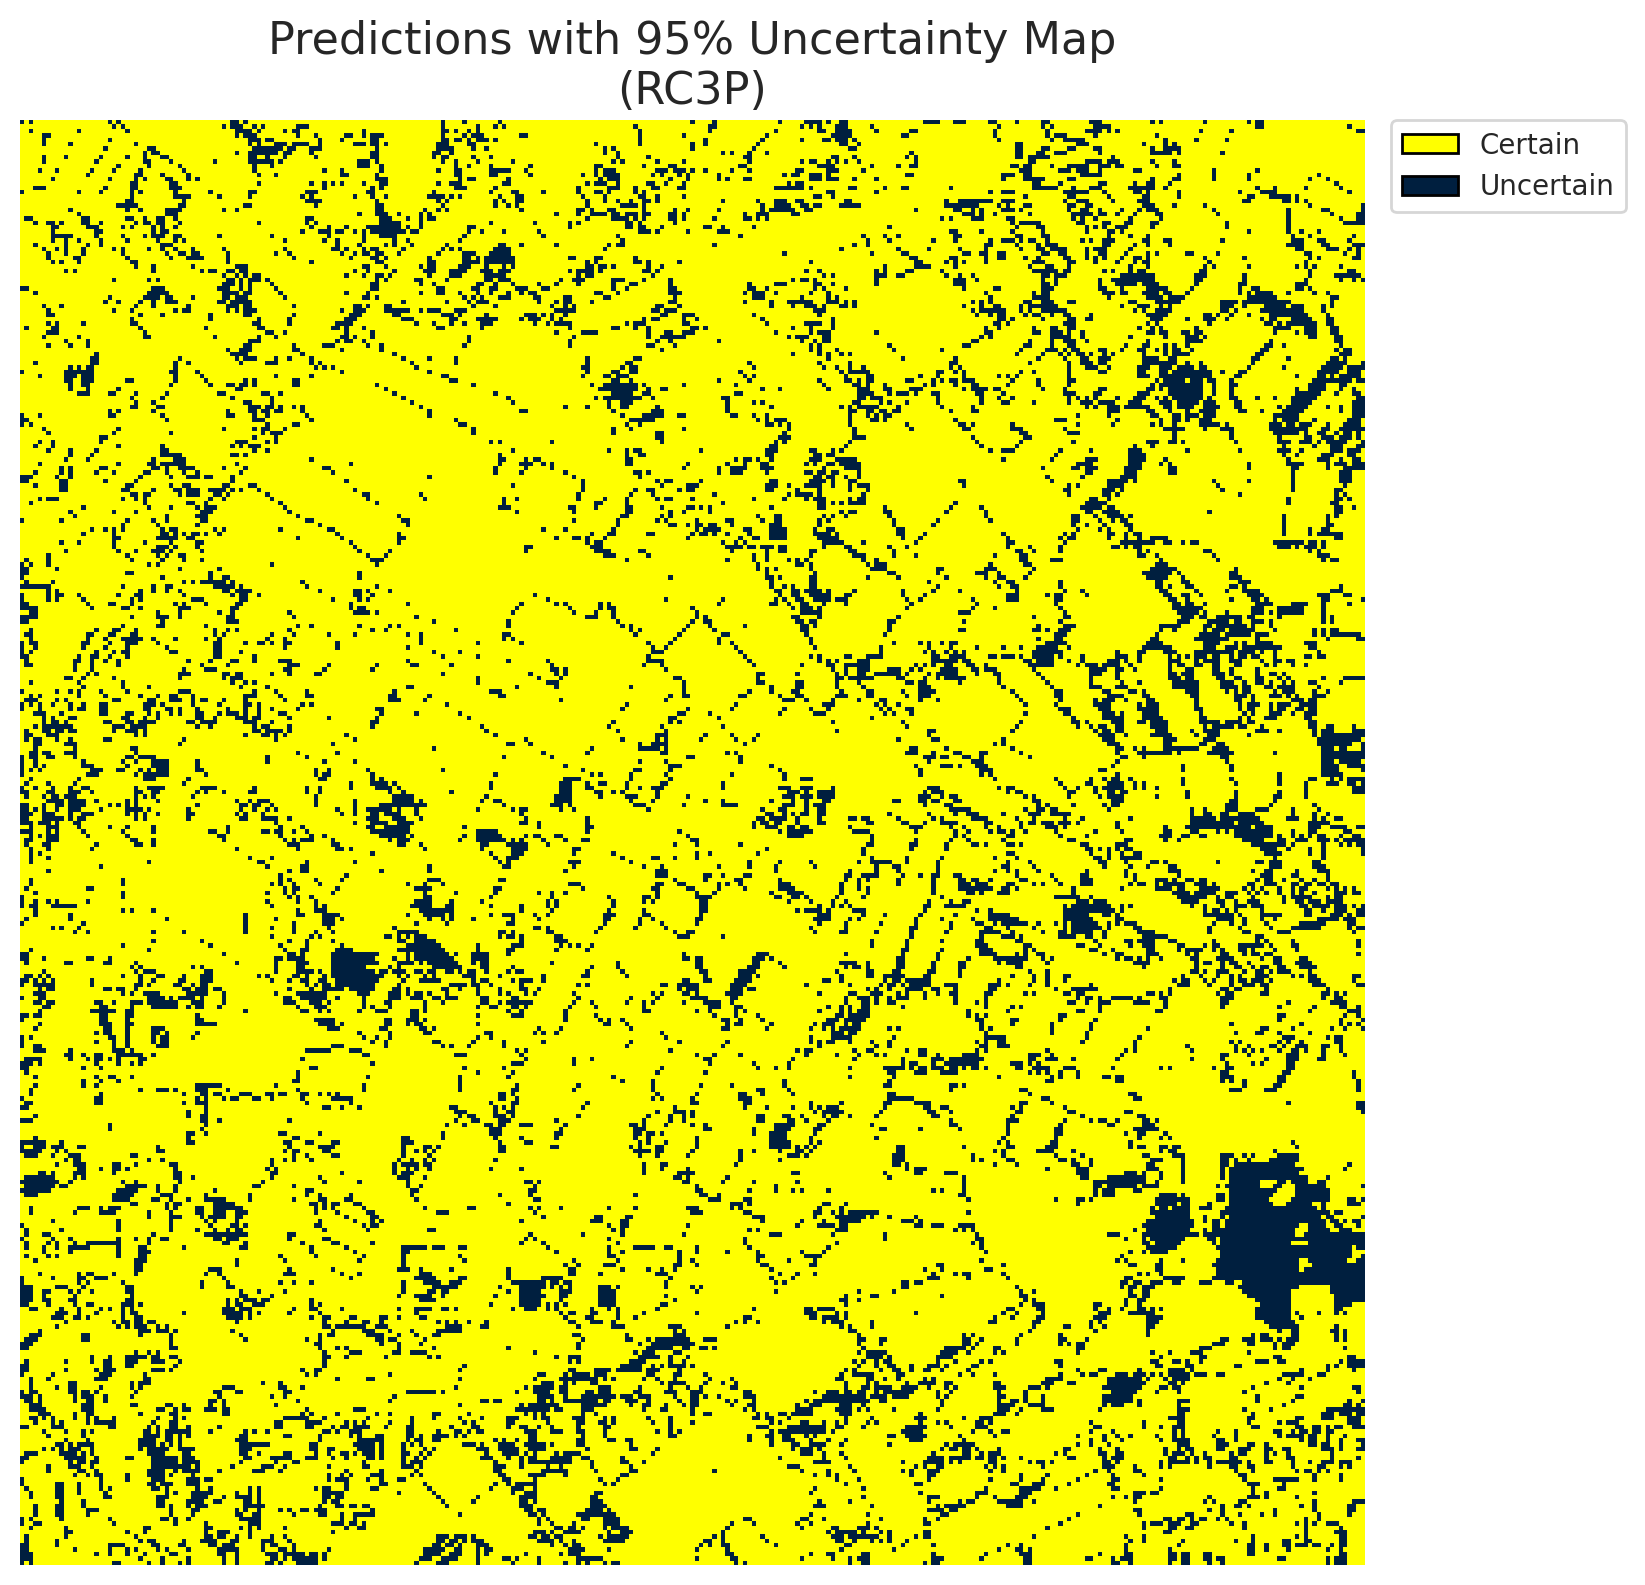 Predictions with 95% Uncertainty Map
(RC3P)
Certain
Uncertain